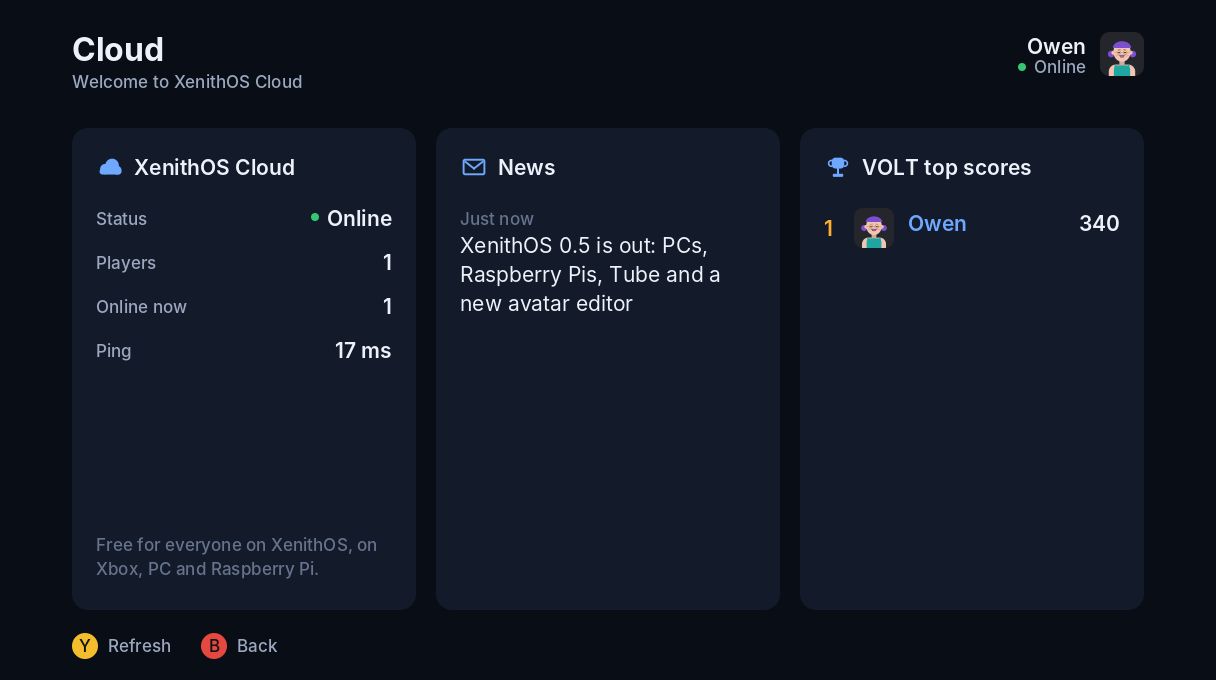 Cloud
Welcome to XenithOS Cloud
Owen
Online
XenithOS Cloud
Status Online
Players 1
Online now 1
Ping 17 ms
Free for everyone on XenithOS, on
Xbox, PC and Raspberry Pi.
News
Just now
XenithOS 0.5 is out: PCs,
Raspberry Pis, Tube and a
new avatar editor
VOLT top scores
1 Owen 340
Y Refresh B Back